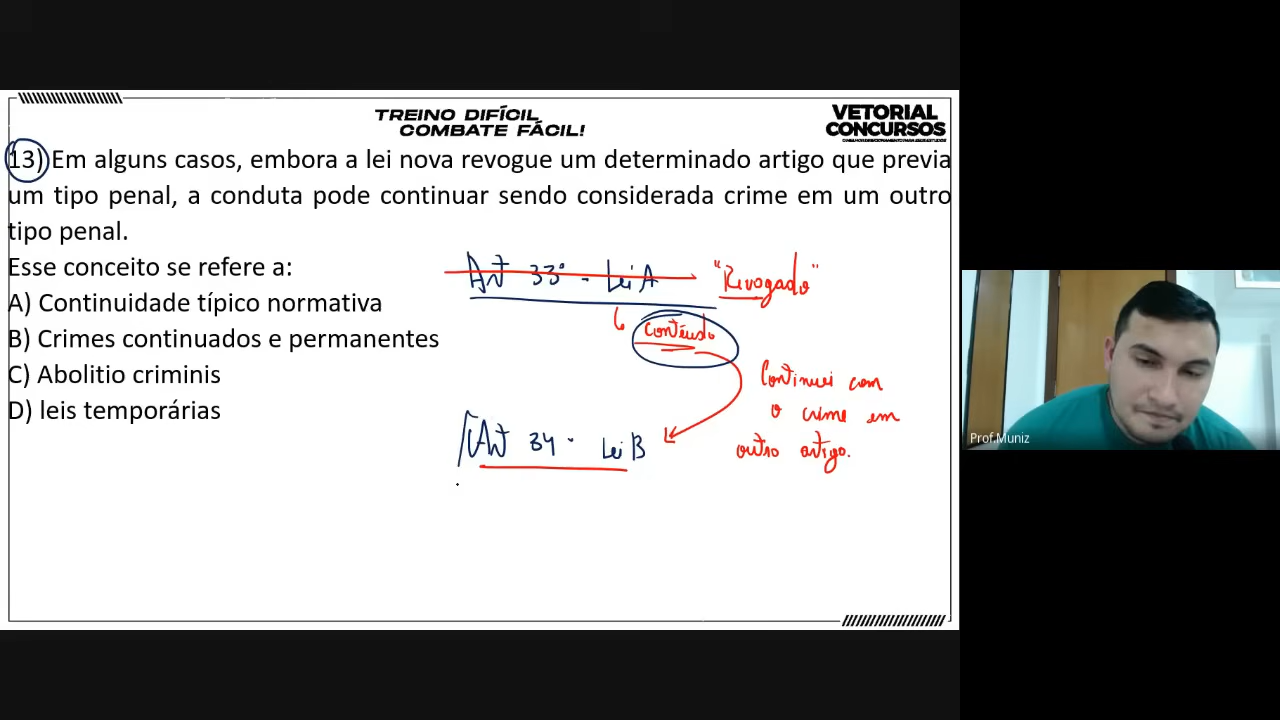 TREINO DIFÍCIL
COMBATE FÁCIL!
VETORIAL
CONCURSOS
13) Em alguns casos, embora a lei nova revogue um determinado artigo que previa
um tipo penal, a conduta pode continuar sendo considerada crime em um outro
tipo penal.
Esse conceito se refere a:
A) Continuidade típico normativa
B) Crimes continuados e permanentes
C) Abolitio criminis
D) leis temporárias
Art 33° - Lei A
"Revogado"
Contéudo
Continuei com
o crime em
outro artigo.
Art 34 · Lei B
Prof.Muniz